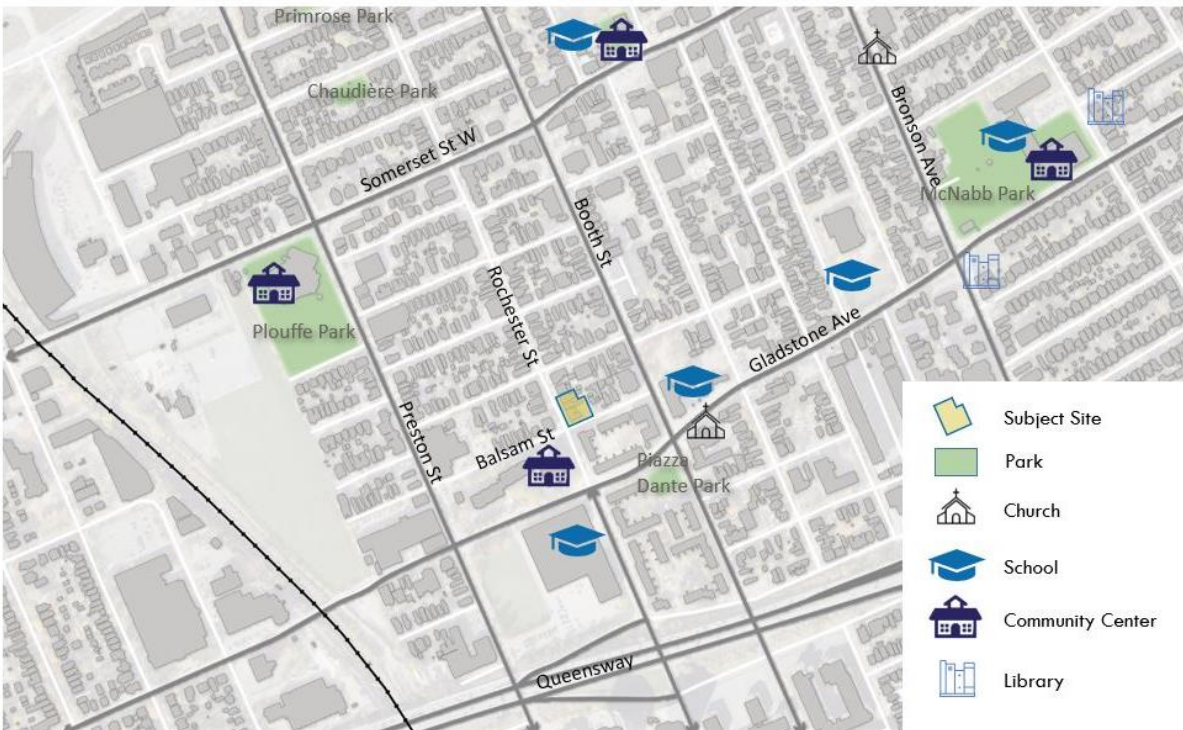 Primrose Park
Chaudière Park
Somerset St W
Bronson Ave
McNabb Park
Booth St
Rochester St
Plouffe Park
Gladstone Ave
Preston St
Balsam St
Piazza
Dante Park
Queensway
Subject Site
Park
Church
School
Community Center
Library